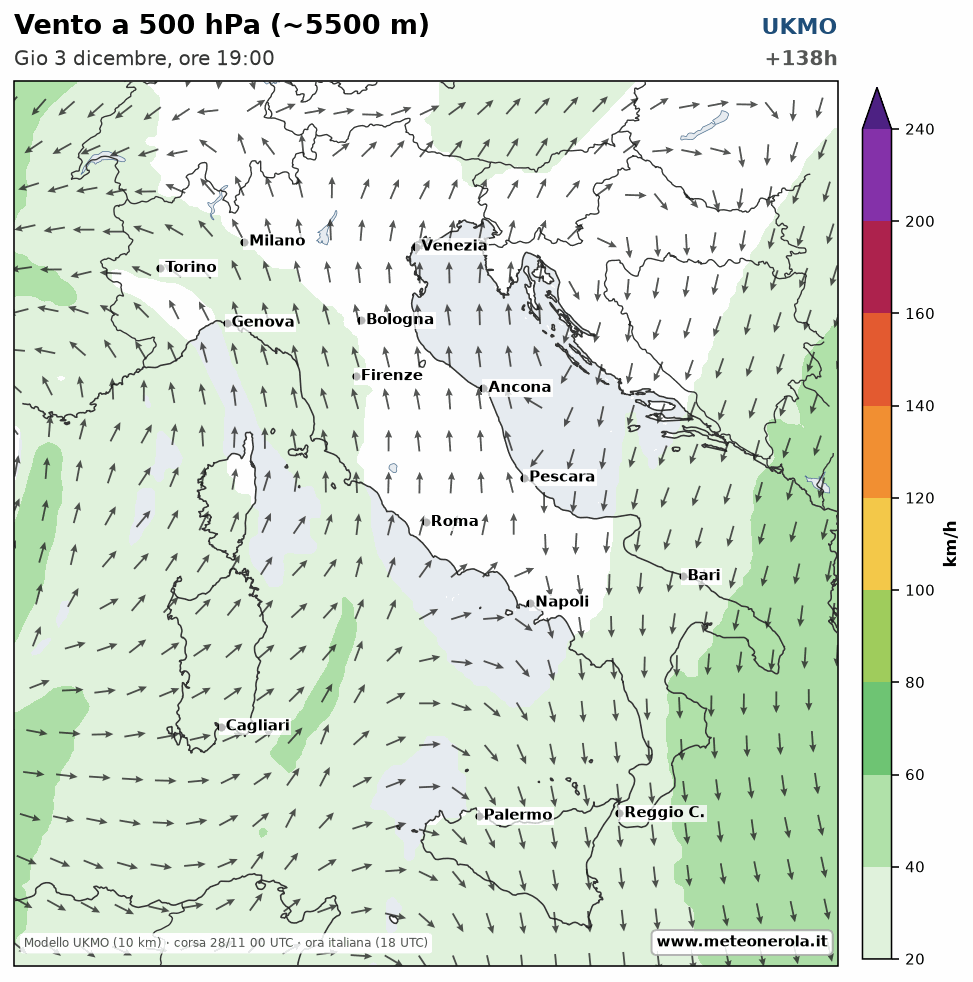 Vento a 500 hPa (~5500 m)
UKMO
Gio 3 dicembre, ore 19:00
+138h
240
200
160
140
120
100
80
60
40
20
km/h
Venezia
Milano
Torino
Bologna
Genova
Firenze
Ancona
Pescara
Roma
Bari
Napoli
Cagliari
Palermo
Reggio C.
Modello UKMO (10 km) · corsa 28/11 00 UTC · ora italiana (18 UTC)
www.meteonerola.it